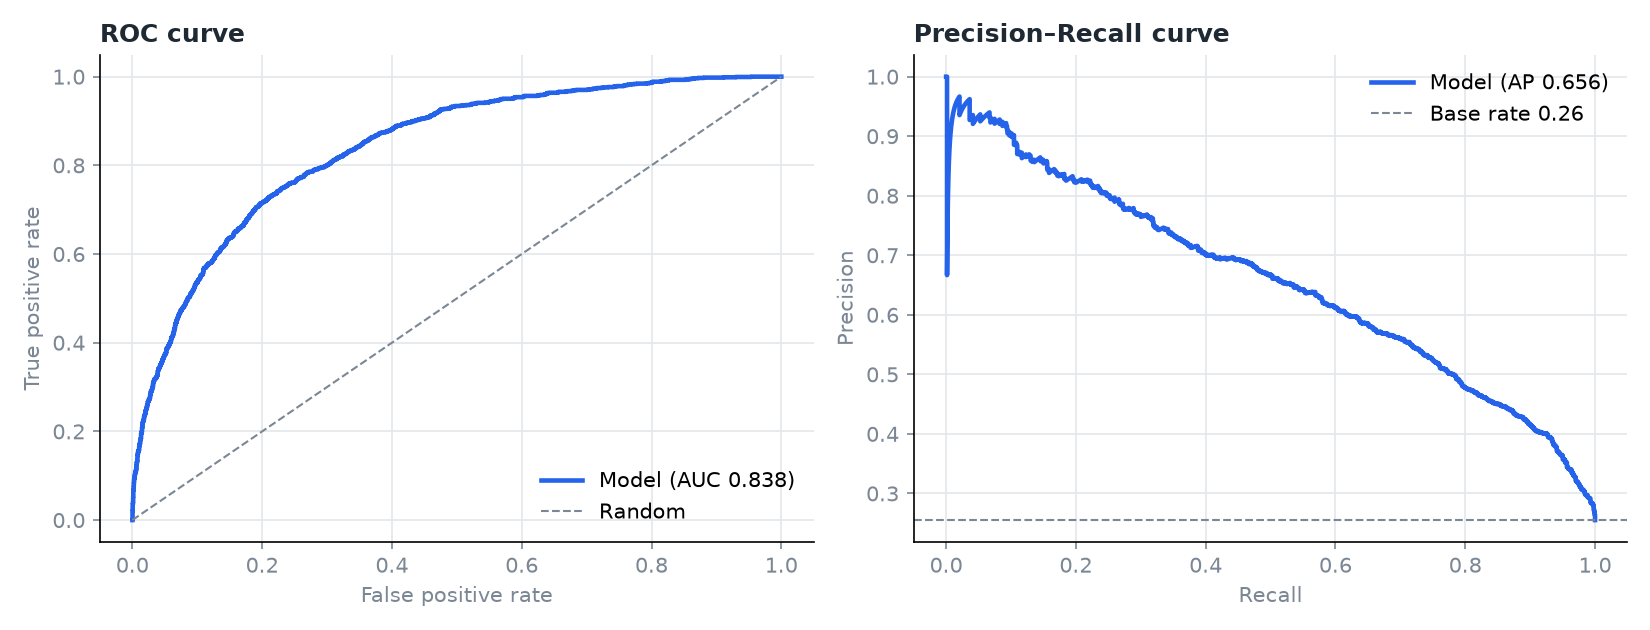 ROC curve
1.0
0.8
0.6
0.4
0.2
0.0
True positive rate
0.0 0.2 0.4 0.6 0.8 1.0
False positive rate
Model (AUC 0.838)
Random
Precision–Recall curve
1.0
0.9
0.8
0.7
0.6
0.5
0.4
0.3
Precision
0.0 0.2 0.4 0.6 0.8 1.0
Recall
Model (AP 0.656)
Base rate 0.26